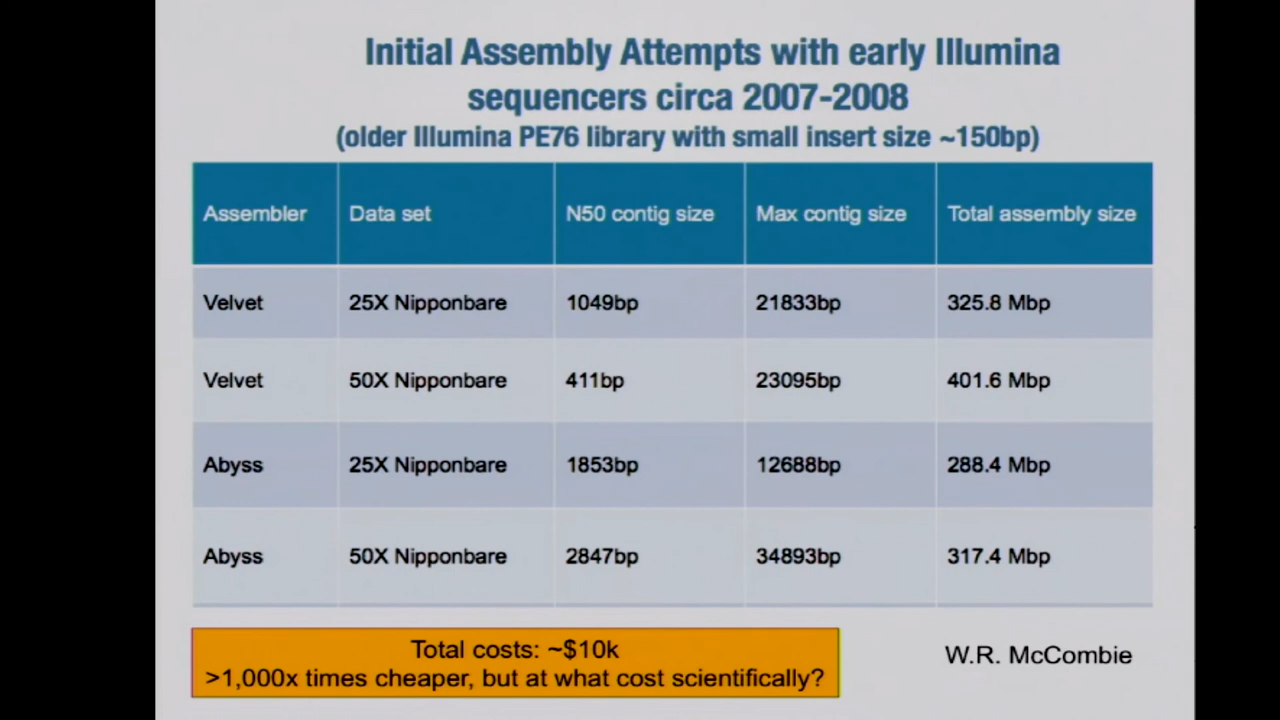 Initial Assembly Attempts with early Illumina
sequencers circa 2007-2008
(older Illumina PE76 library with small insert size ~150bp)
Assembler Data set N50 contig size Max contig size Total assembly size
Velvet 25X Nipponbare 1049bp 21833bp 325.8 Mbp
Velvet 50X Nipponbare 411bp 23095bp 401.6 Mbp
Abyss 25X Nipponbare 1853bp 12688bp 288.4 Mbp
Abyss 50X Nipponbare 2847bp 34893bp 317.4 Mbp
Total costs: ~$10k
>1,000x times cheaper, but at what cost scientifically?
W.R. McCombie